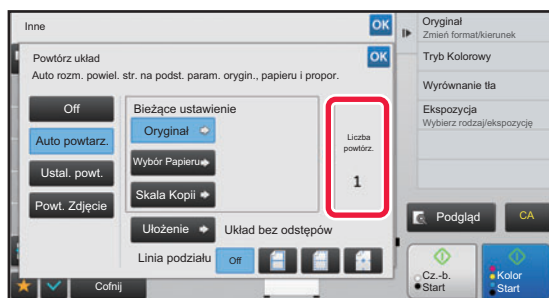 Inne
OK
Powtórz układ
OK
Auto rozm. powiel. str. na podst. param. orygin., papieru i propor.
Off
Auto powtarz.
Ustal. powt.
Powt. Zdjęcie
Bieżące ustawienie
Oryginał
Wybór Papieru
Skala Kopii
Ułożenie
Układ bez odstępów
Linia podziału
Off
Liczba
powtórz.
1
Cofnij
Oryginał
Zmień format/kierunek
Tryb Kolorowy
Wyrównanie tła
Ekspozycja
Wybierz rodzaj/ekspozycję
Podgląd
CA
Cz.-b.
Start
Kolor
Start